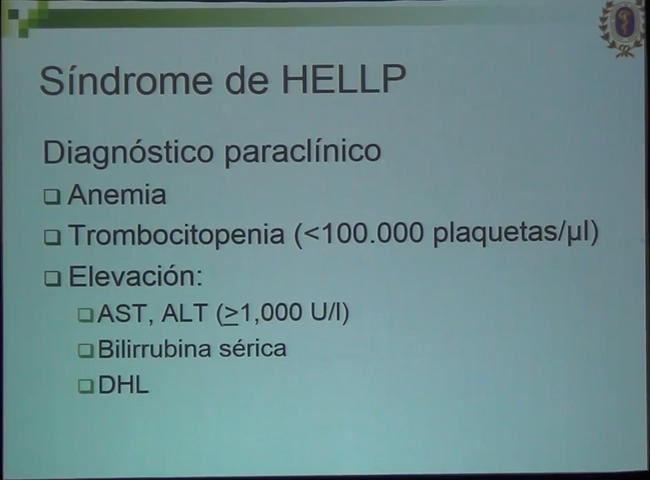 Síndrome de HELLP
Diagnóstico paraclínico
Anemia
Trombocitopenia (<100.000 plaquetas/µl)
Elevación:
AST, ALT (≥1,000 U/l)
Bilirrubina sérica
DHL